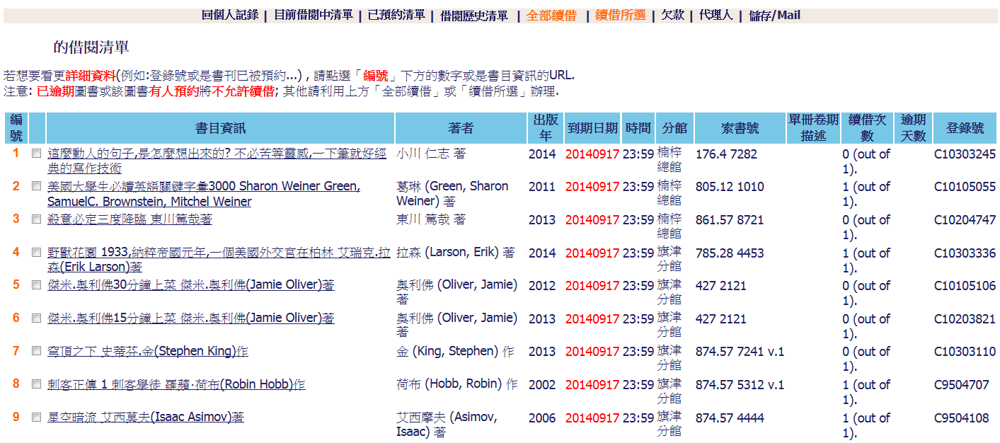 回個人記錄 | 目前借閱中清單 | 已預約清單 | 借閱歷史清單 | 全部續借 | 續借所選 | 欠款 | 代理人 | 儲存/Mail
的借閱清單
若想要看更詳細資料(例如:登錄號或是書刊已被預約...) , 請點選「編號」下方的數字或是書目資訊的URL.
注意: 已逾期圖書或該圖書有人預約將不允許續借; 其他請利用上方「全部續借」或「續借所選」辦理.
編號 書目資訊 著者 出版年 到期日期 時間 分館 索書號 單冊卷期描述 續借次數 逾期天數 登錄號
1 這麼動人的句子,是怎麼想出來的? 不必苦等靈感,一下筆就好經 小川 仁志 著 2014 20140917 23:59 楠梓 176.4 7282 0 (out of C10303245
典的寫作技術 總館 1).
2 美國大學生必讀英語關鍵字彙3000 Sharon Weiner Green, 葛琳 (Green, Sharon 2011 20140917 23:59 楠梓 805.12 1010 1 (out of C10105055
SamuelC. Brownstein, Mitchel Weiner Weiner) 著 總館 1).
3 殺意必定三度降臨 東川篤哉著 東川 篤哉 著 2013 20140917 23:59 楠梓 861.57 8721 0 (out of C10204747
總館 1).
4 野獸花園 1933,納粹帝國元年,一個美國外交官在柏林 艾瑞克.拉 拉森 (Larson, Erik) 著 2014 20140917 23:59 旗津 785.28 4453 1 (out of C10303336
森(Erik Larson)著 分館 1).
5 傑米.奧利佛30分鐘上菜 傑米.奧利佛(Jamie Oliver)著 奧利佛 (Oliver, Jamie) 2012 20140917 23:59 旗津 427 2121 0 (out of C10105106
著 分館 1).
6 傑米.奧利佛15分鐘上菜 傑米.奧利佛(Jamie Oliver)著 奧利佛 (Oliver, Jamie) 2013 20140917 23:59 旗津 427 2121 0 (out of C10203821
著 分館 1).
7 穹頂之下 史蒂芬.金(Stephen King)作 金 (King, Stephen) 作 2013 20140917 23:59 旗津 874.57 7241 v.1 0 (out of C10303110
分館 1).
8 刺客正傳 1 刺客學徒 羅蘋·荷布(Robin Hobb)作 荷布 (Hobb, Robin) 作 2002 20140917 23:59 旗津 874.57 5312 v.1 1 (out of C9504707
分館 1).
9 星空暗流 艾西莫夫(Isaac Asimov)著 艾西摩夫 (Asimov, 2006 20140917 23:59 旗津 874.57 4444 1 (out of C9504108
Isaac) 著 分館 1).